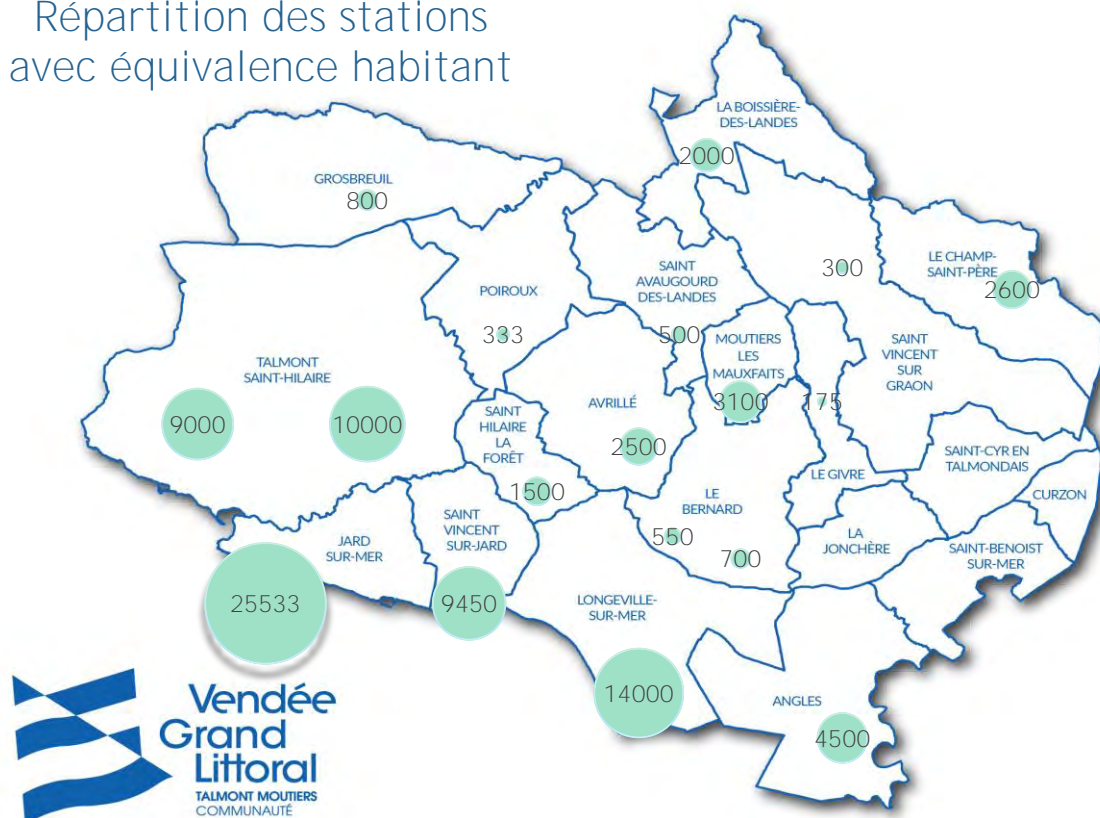 Répartition des stations
avec équivalence habitant
LA BOISSIÈRE-
DES-LANDES
2000
GROSBREUIL
800
300
LE CHAMP-
SAINT-PÈRE
2600
SAINT
AVAUGOURD
DES-LANDES
500
POIROUX
333
MOUTIERS
LES
MAUXFAITS
3100
SAINT
VINCENT
SUR
GRAON
175
TALMONT
SAINT-HILAIRE
9000
10000
AVRILLÉ
2500
SAINT
HILAIRE
LA
FORÊT
1500
SAINT-CYR EN
TALMONDAIS
LE GIVRE
CURZON
LE
BERNARD
550
700
SAINT
VINCENT
SUR-JARD
9450
JARD
SUR-MER
25533
LA
JONCHÈRE
SAINT-BENOIST
SUR-MER
LONGEVILLE-
SUR-MER
14000
ANGLES
4500
Vendée
Grand
Littoral
TALMONT MOUTIERS
COMMUNAUTÉ